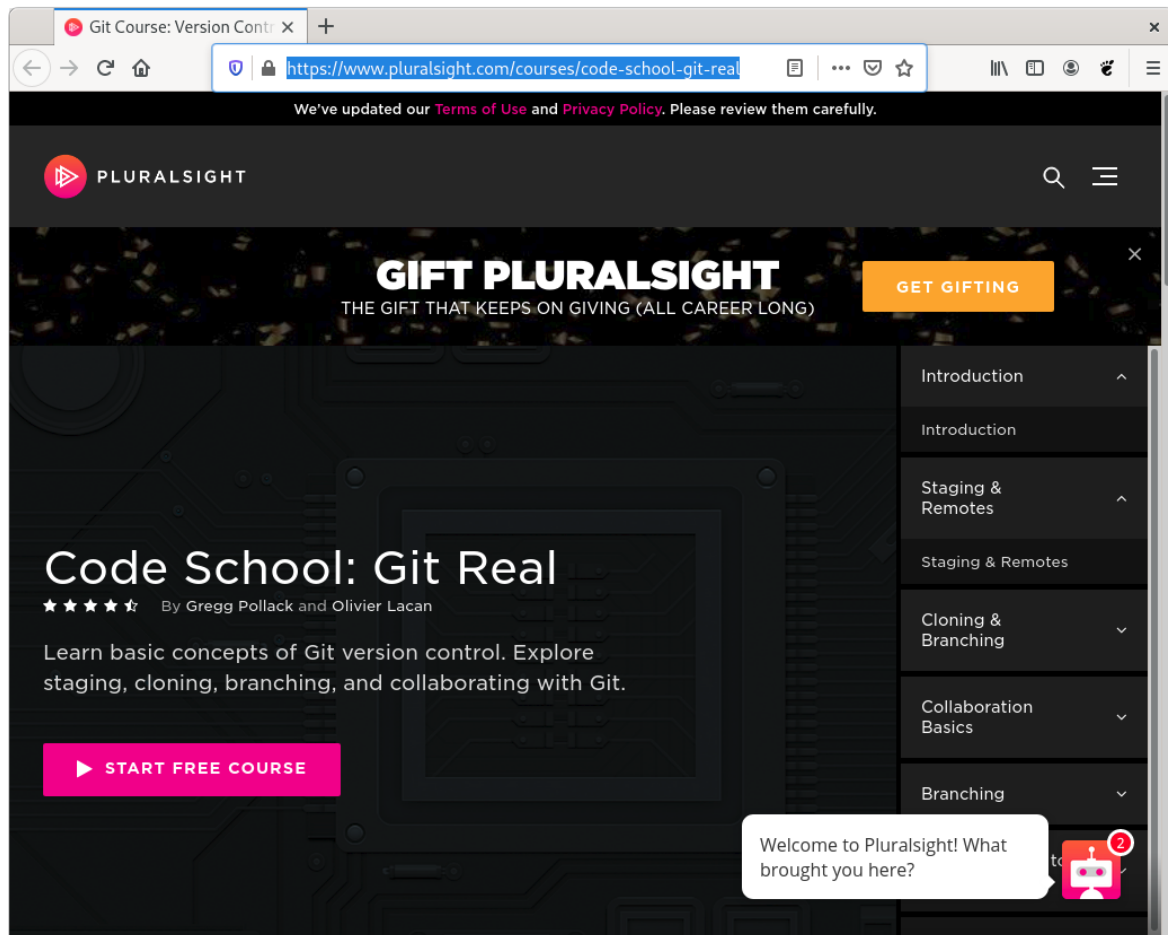 Git Course: Version Contr
https://www.pluralsight.com/courses/code-school-git-real
We've updated our Terms of Use and Privacy Policy. Please review them carefully.
PLURALSIGHT
GIFT PLURALSIGHT
THE GIFT THAT KEEPS ON GIVING (ALL CAREER LONG)
GET GIFTING
Code School: Git Real
By Gregg Pollack and Olivier Lacan
Learn basic concepts of Git version control. Explore
staging, cloning, branching, and collaborating with Git.
START FREE COURSE
Introduction
Introduction
Staging &
Remotes
Staging & Remotes
Cloning &
Branching
Collaboration
Basics
Branching
Welcome to Pluralsight! What
brought you here?
2